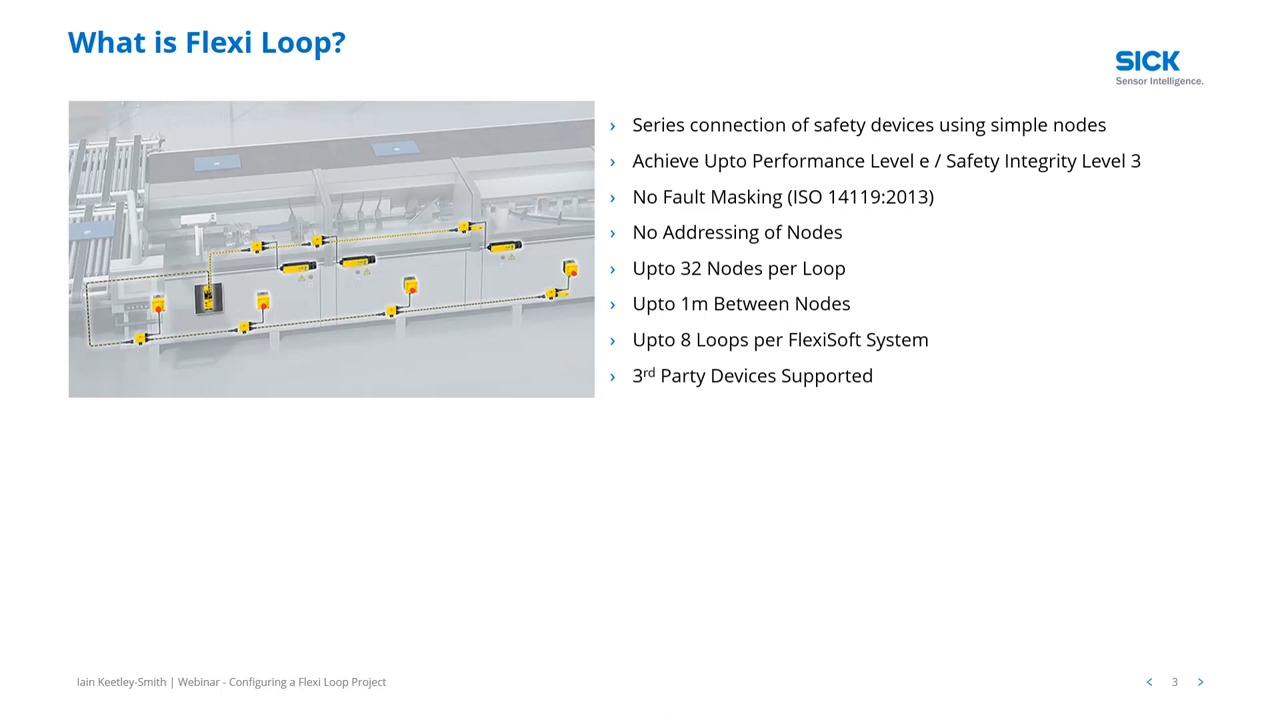 What is Flexi Loop?
SICK
Sensor Intelligence.
› Series connection of safety devices using simple nodes
› Achieve Upto Performance Level e / Safety Integrity Level 3
› No Fault Masking (ISO 14119:2013)
› No Addressing of Nodes
› Upto 32 Nodes per Loop
› Upto 1m Between Nodes
› Upto 8 Loops per FlexiSoft System
› 3rd Party Devices Supported
Iain Keetley-Smith | Webinar - Configuring a Flexi Loop Project
< 3 >